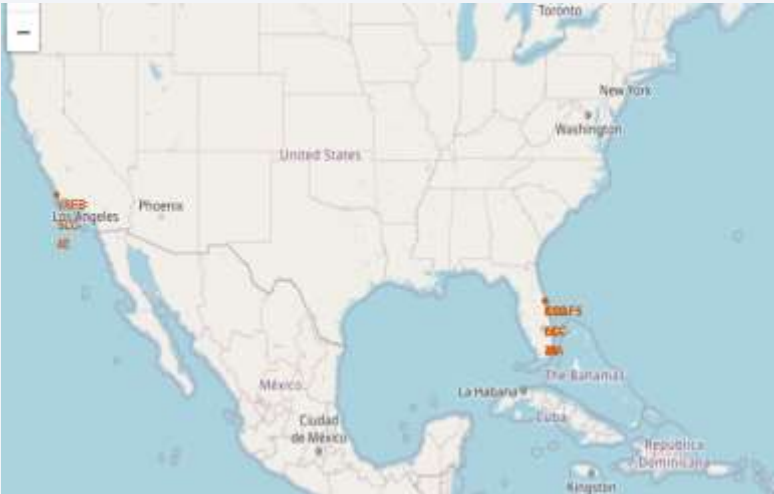 −
Toronto
New York
Washington
United States
Phoenix
Los Angeles
The Bahamas
La Habana
México
Cuba
Ciudad
de México
República
Dominicana
Kingston